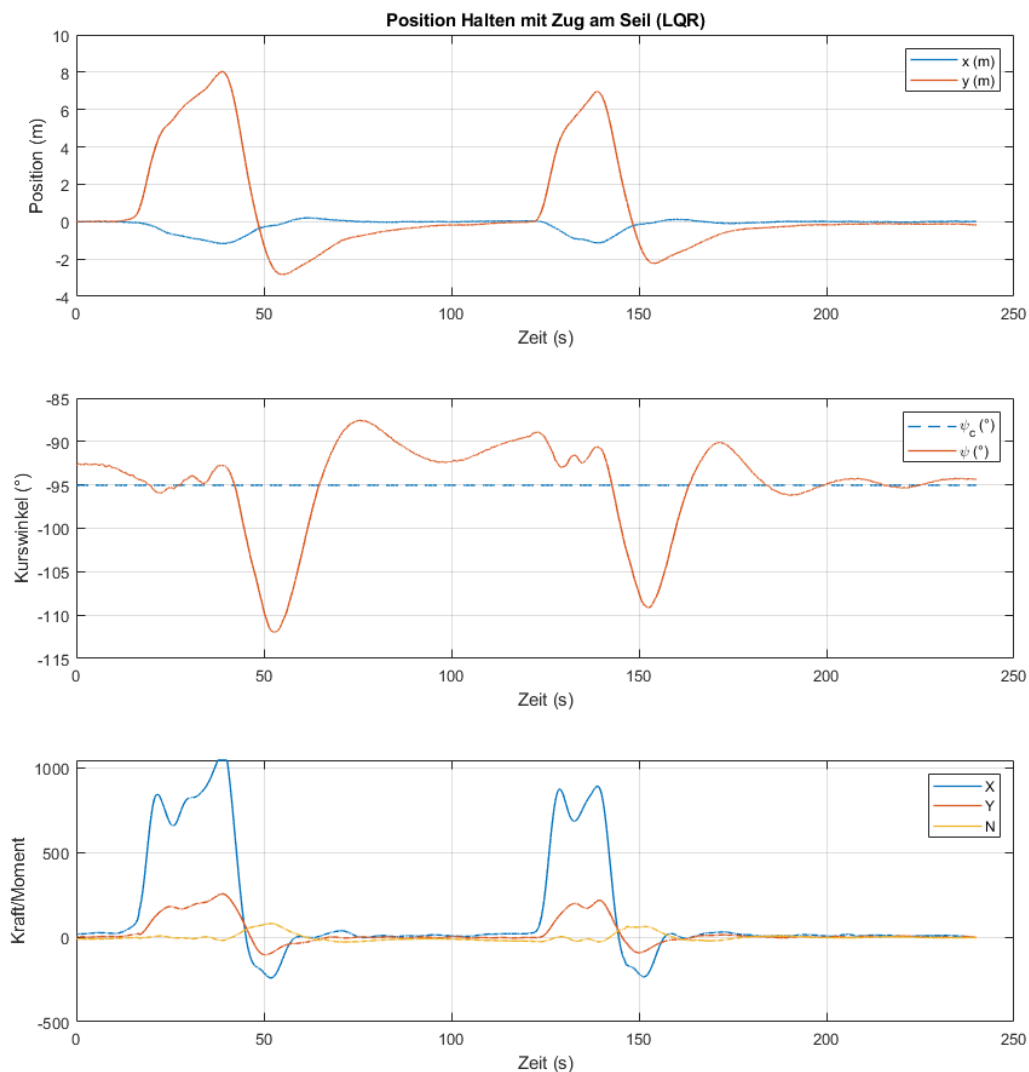 Position Halten mit Zug am Seil (LQR)
10
8
6
4
2
0
-2
-4
Position (m)
x (m)
y (m)
0
50
100
150
200
250
Zeit (s)
-85
-90
-95
-100
-105
-110
-115
Kurswinkel (°)
ψc (°)
ψ (°)
0
50
100
150
200
250
Zeit (s)
1000
500
0
-500
Kraft/Moment
X
Y
N
0
50
100
150
200
250
Zeit (s)